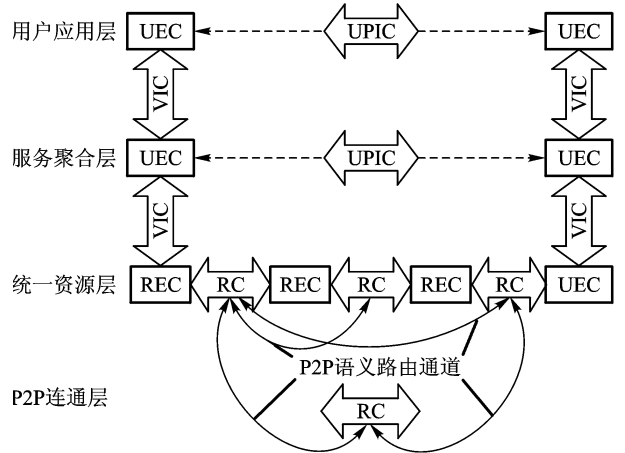 用户应用层 UEC UPIC UEC
VIC VIC
服务聚合层 UEC UPIC UEC
VIC VIC
统一资源层 REC RC REC RC REC RC UEC
P2P语义路由通道
P2P连通层 RC